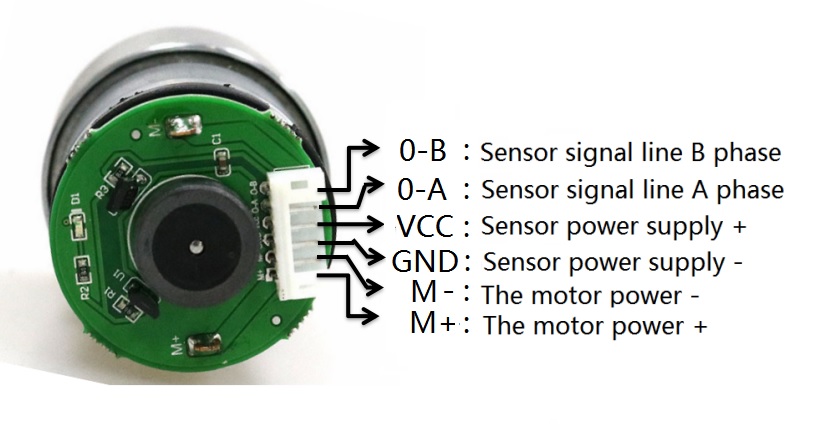 M-
C1
R3
D1
O-A O-B
U1
R1
R2
M+
0-B : Sensor signal line B phase
0-A : Sensor signal line A phase
VCC : Sensor power supply +
GND : Sensor power supply -
M- : The motor power -
M+ : The motor power +